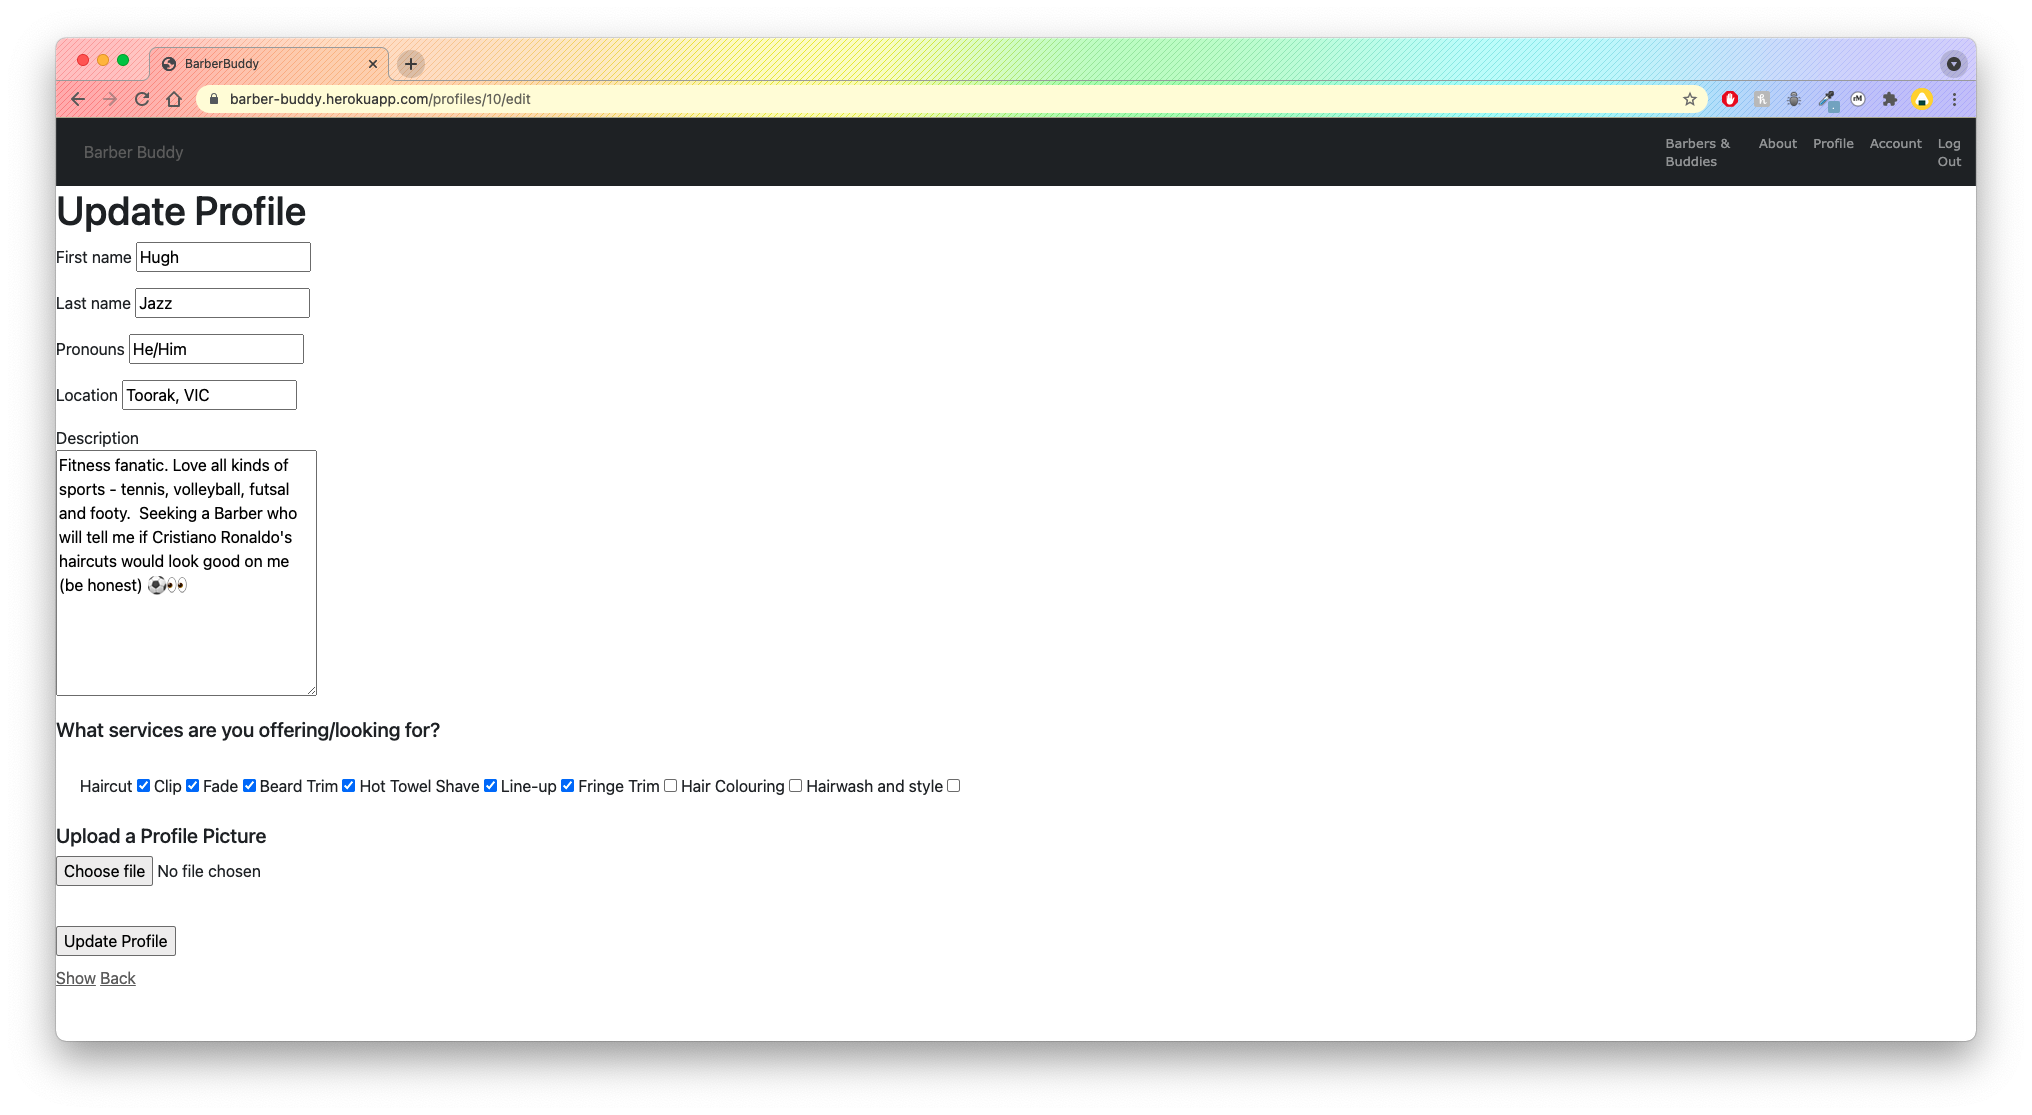 BarberBuddy
barber-buddy.herokuapp.com/profiles/10/edit
Barber Buddy
Barbers & Buddies About Profile Account Log Out
Update Profile
First name Hugh
Last name Jazz
Pronouns He/Him
Location Toorak, VIC
Description
Fitness fanatic. Love all kinds of
sports - tennis, volleyball, futsal
and footy.  Seeking a Barber who
will tell me if Cristiano Ronaldo's
haircuts would look good on me
(be honest) ⚽👀
What services are you offering/looking for?
Haircut Clip Fade Beard Trim Hot Towel Shave Line-up Fringe Trim Hair Colouring Hairwash and style
Upload a Profile Picture
Choose file No file chosen
Update Profile
Show Back